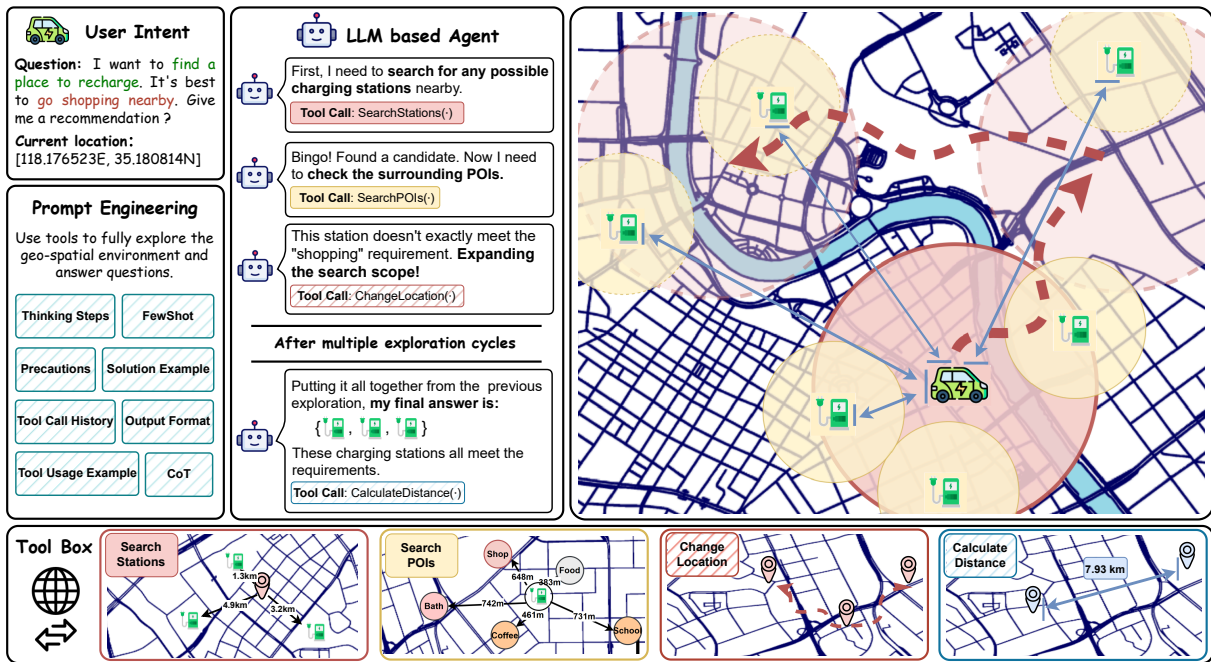 User Intent
Question: I want to find a
place to recharge. It's best
to go shopping nearby. Give
me a recommendation ?
Current location:
[118.176523E, 35.180814N]
Prompt Engineering
Use tools to fully explore the
geo-spatial environment and
answer questions.
Thinking Steps
FewShot
Precautions
Solution Example
Tool Call History
Output Format
Tool Usage Example
CoT
LLM based Agent
First, I need to search for any possible
charging stations nearby.
Tool Call: SearchStations(·)
Bingo! Found a candidate. Now I need
to check the surrounding POIs.
Tool Call: SearchPOIs(·)
This station doesn't exactly meet the
"shopping" requirement. Expanding
the search scope!
Tool Call: ChangeLocation(·)
After multiple exploration cycles
Putting it all together from the previous
exploration, my final answer is:
{ , , }
These charging stations all meet the
requirements.
Tool Call: CalculateDistance(·)
Tool Box
Search
Stations
1.3km
4.9km
3.2km
Search
POIs
Shop
Food
648m
383m
Bath
742m
461m
731m
Coffee
School
Change
Location
Calculate
Distance
7.93 km